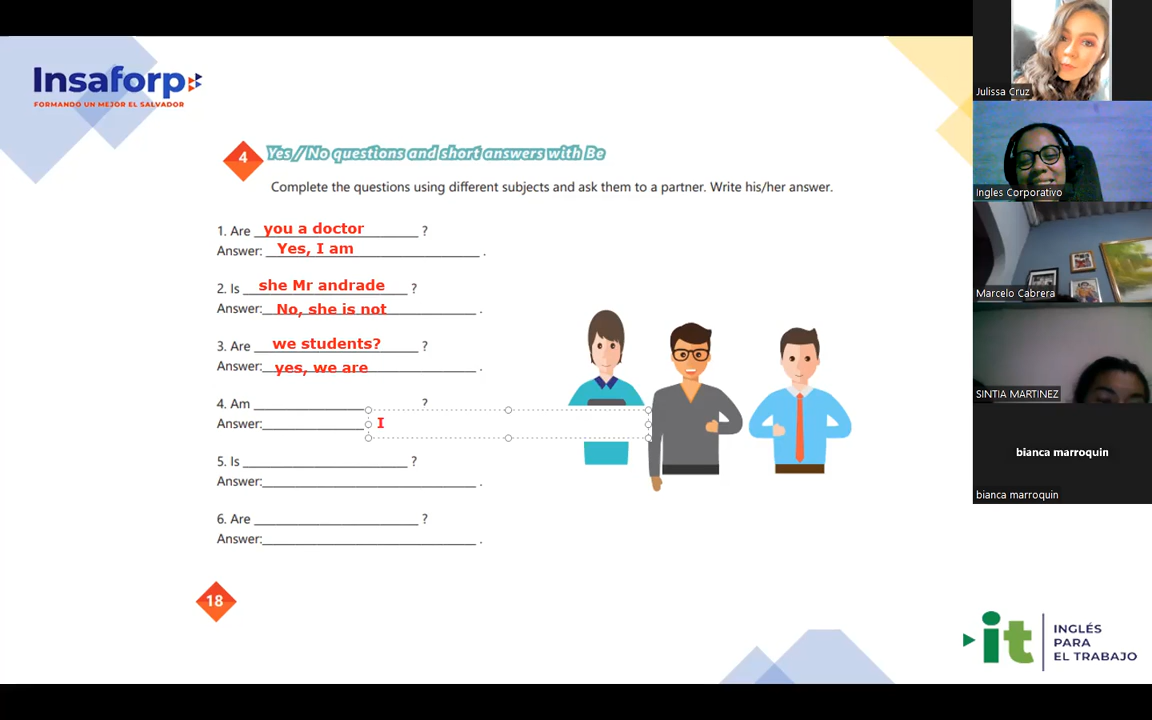 Insaforp
FORMANDO UN MEJOR EL SALVADOR
4 Yes / No questions and short answers with Be
Complete the questions using different subjects and ask them to a partner. Write his/her answer.
1. Are you a doctor ?
Answer: Yes, I am .
2. Is she Mr andrade ?
Answer: No, she is not .
3. Are we students? ?
Answer: yes, we are .
4. Am ?
Answer: I
5. Is ?
Answer: .
6. Are ?
Answer: .
18
it INGLÉS
PARA
EL TRABAJO
Julissa Cruz
Ingles Corporativo
Marcelo Cabrera
SINTIA MARTINEZ
bianca marroquin
bianca marroquin